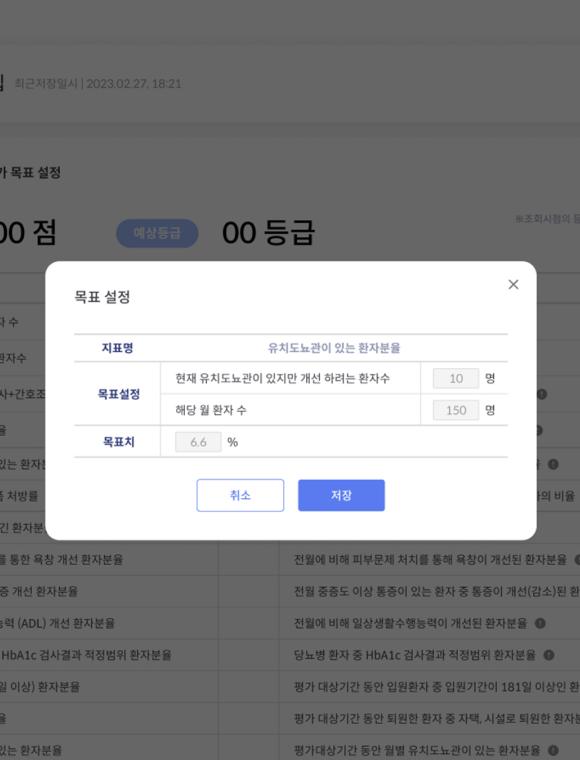 최근저장일시 | 2023.02.27, 18:21
가 목표 설정
00 점
예상등급
00 등급
※조회시점의
목표 설정
지표명
유치도뇨관이 있는 환자분율
목표설정
현재 유치도뇨관이 있지만 개선 하려는 환자수
10 명
해당 월 환자 수
150 명
목표치
6.6 %
취소
저장
자 수
환자수
사+간호조
율
있는 환자분
품 처방률
의 비율
긴 환자분
를 통한 욕창 개선 환자분율
전월에 비해 피부문제 처치를 통해 욕창이 개선된 환자분율
증 개선 환자분율
전월 중증도 이상 통증이 있는 환자 중 통증이 개선(감소)된 환
능력 (ADL) 개선 환자분율
전월에 비해 일상생활수행능력이 개선된 환자분율
HbA1c 검사결과 적정범위 환자분율
당뇨병 환자 중 HbA1c 검사결과 적정범위 환자분율
일 이상) 환자분율
평가 대상기간 동안 입원환자 중 입원기간이 181일 이상인 환
율
평가 대상기간 동안 퇴원한 환자 중 자택, 시설로 퇴원한 환자분
있는 환자분율
평가대상기간 동안 월별 유치도뇨관이 있는 환자분율